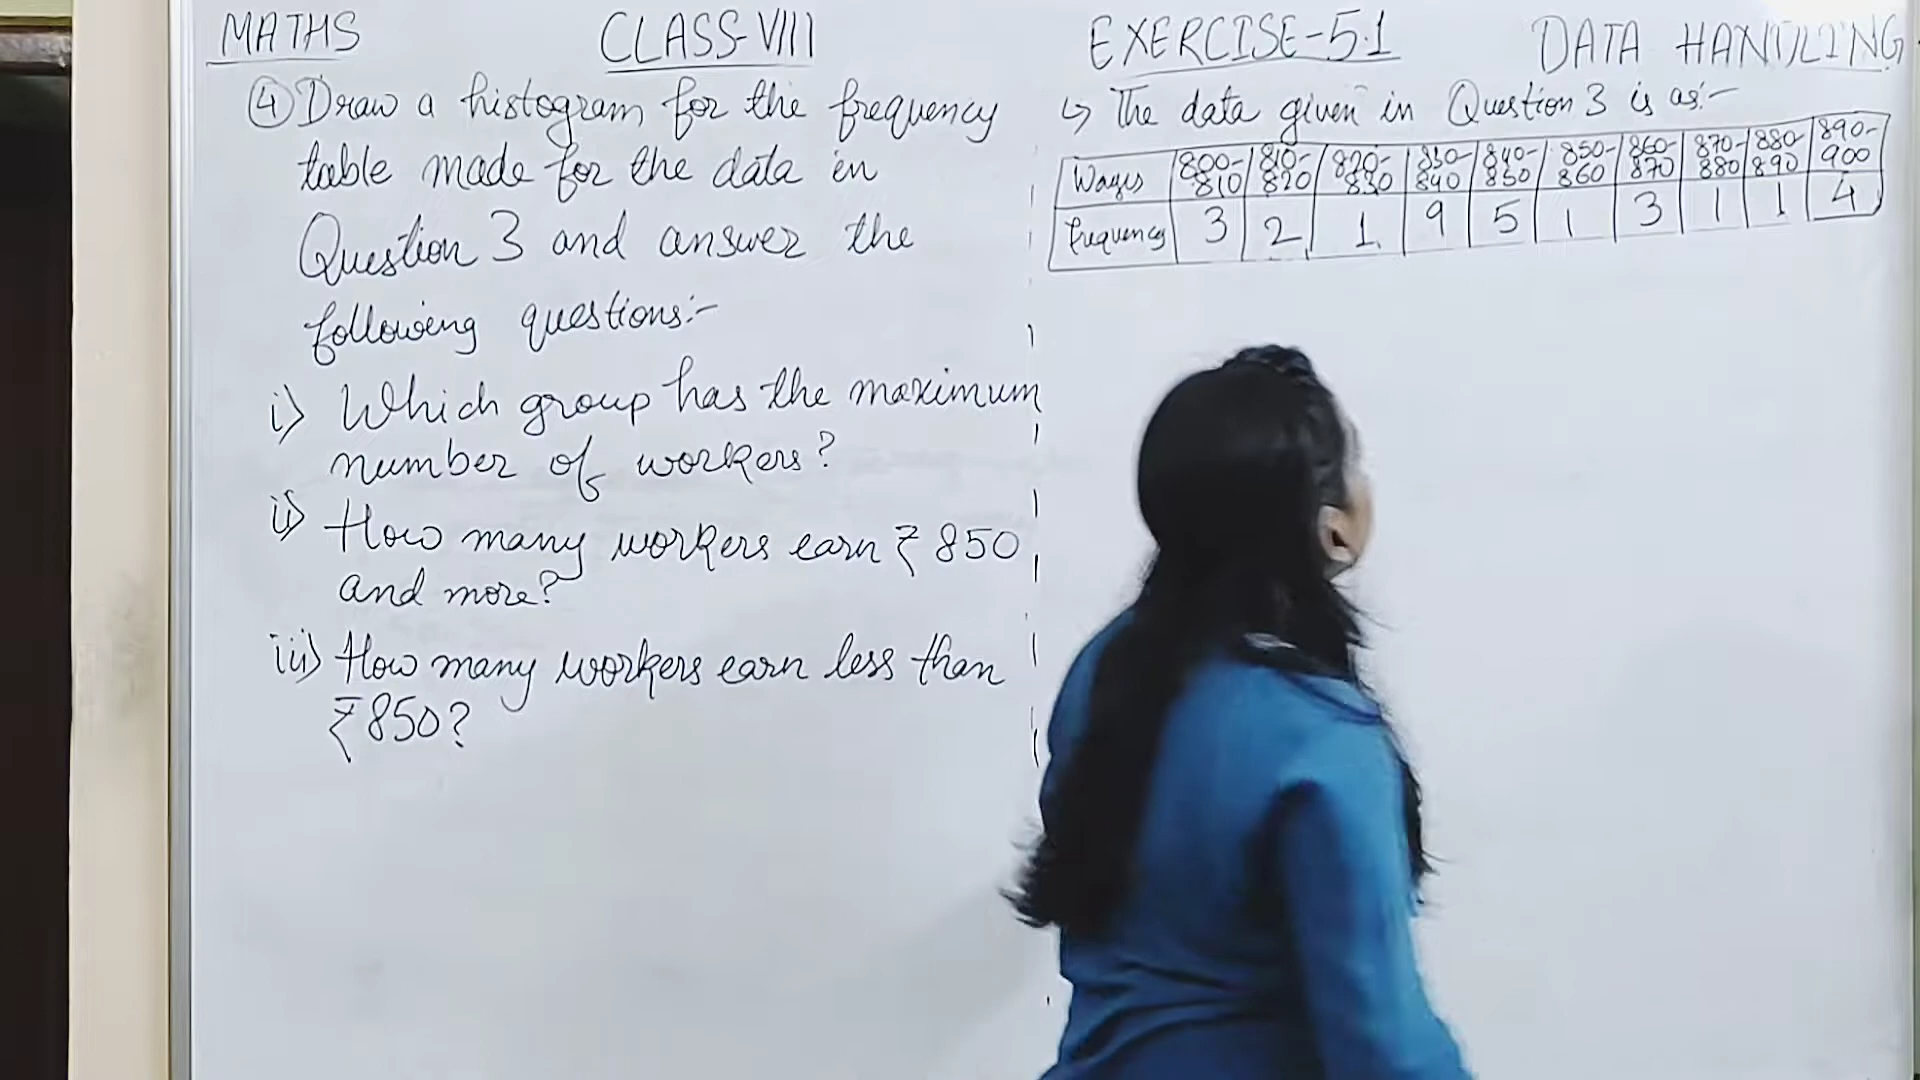 MATHS CLASS-VIII EXERCISE-5.1 DATA HANDLING
④ Draw a histogram for the frequency
table made for the data in
Question 3 and answer the
following questions:-
i) Which group has the maximum
number of workers?
ii) How many workers earn ₹ 850
and more?
iii) How many workers earn less than
₹850?
↳ The data given in Question 3 is as:-
Wages 800-810 810-820 820-830 830-840 840-850 850-860 860-870 870-880 880-890 890-900
frequency 3 2 1 9 5 1 3 1 1 4